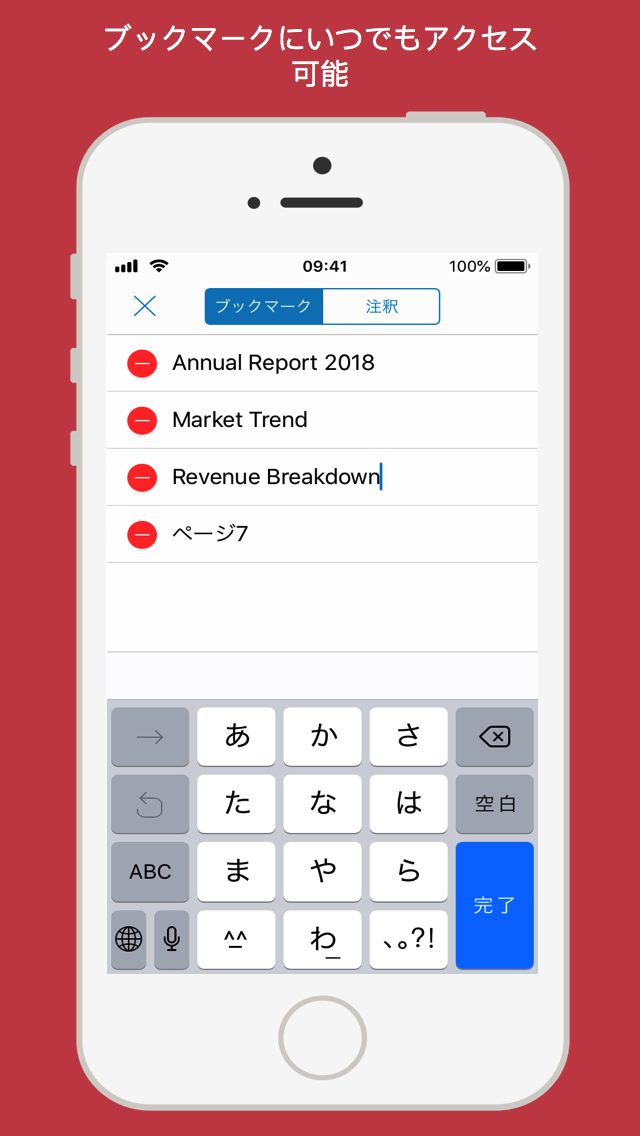 ブックマークにいつでもアクセス
可能
09:41 100%
ブックマーク 注釈
Annual Report 2018
Market Trend
Revenue Breakdown
ページ7
あ か さ
た な は 空白
ABC ま や ら
完了
^_^ わ_ 、。?!